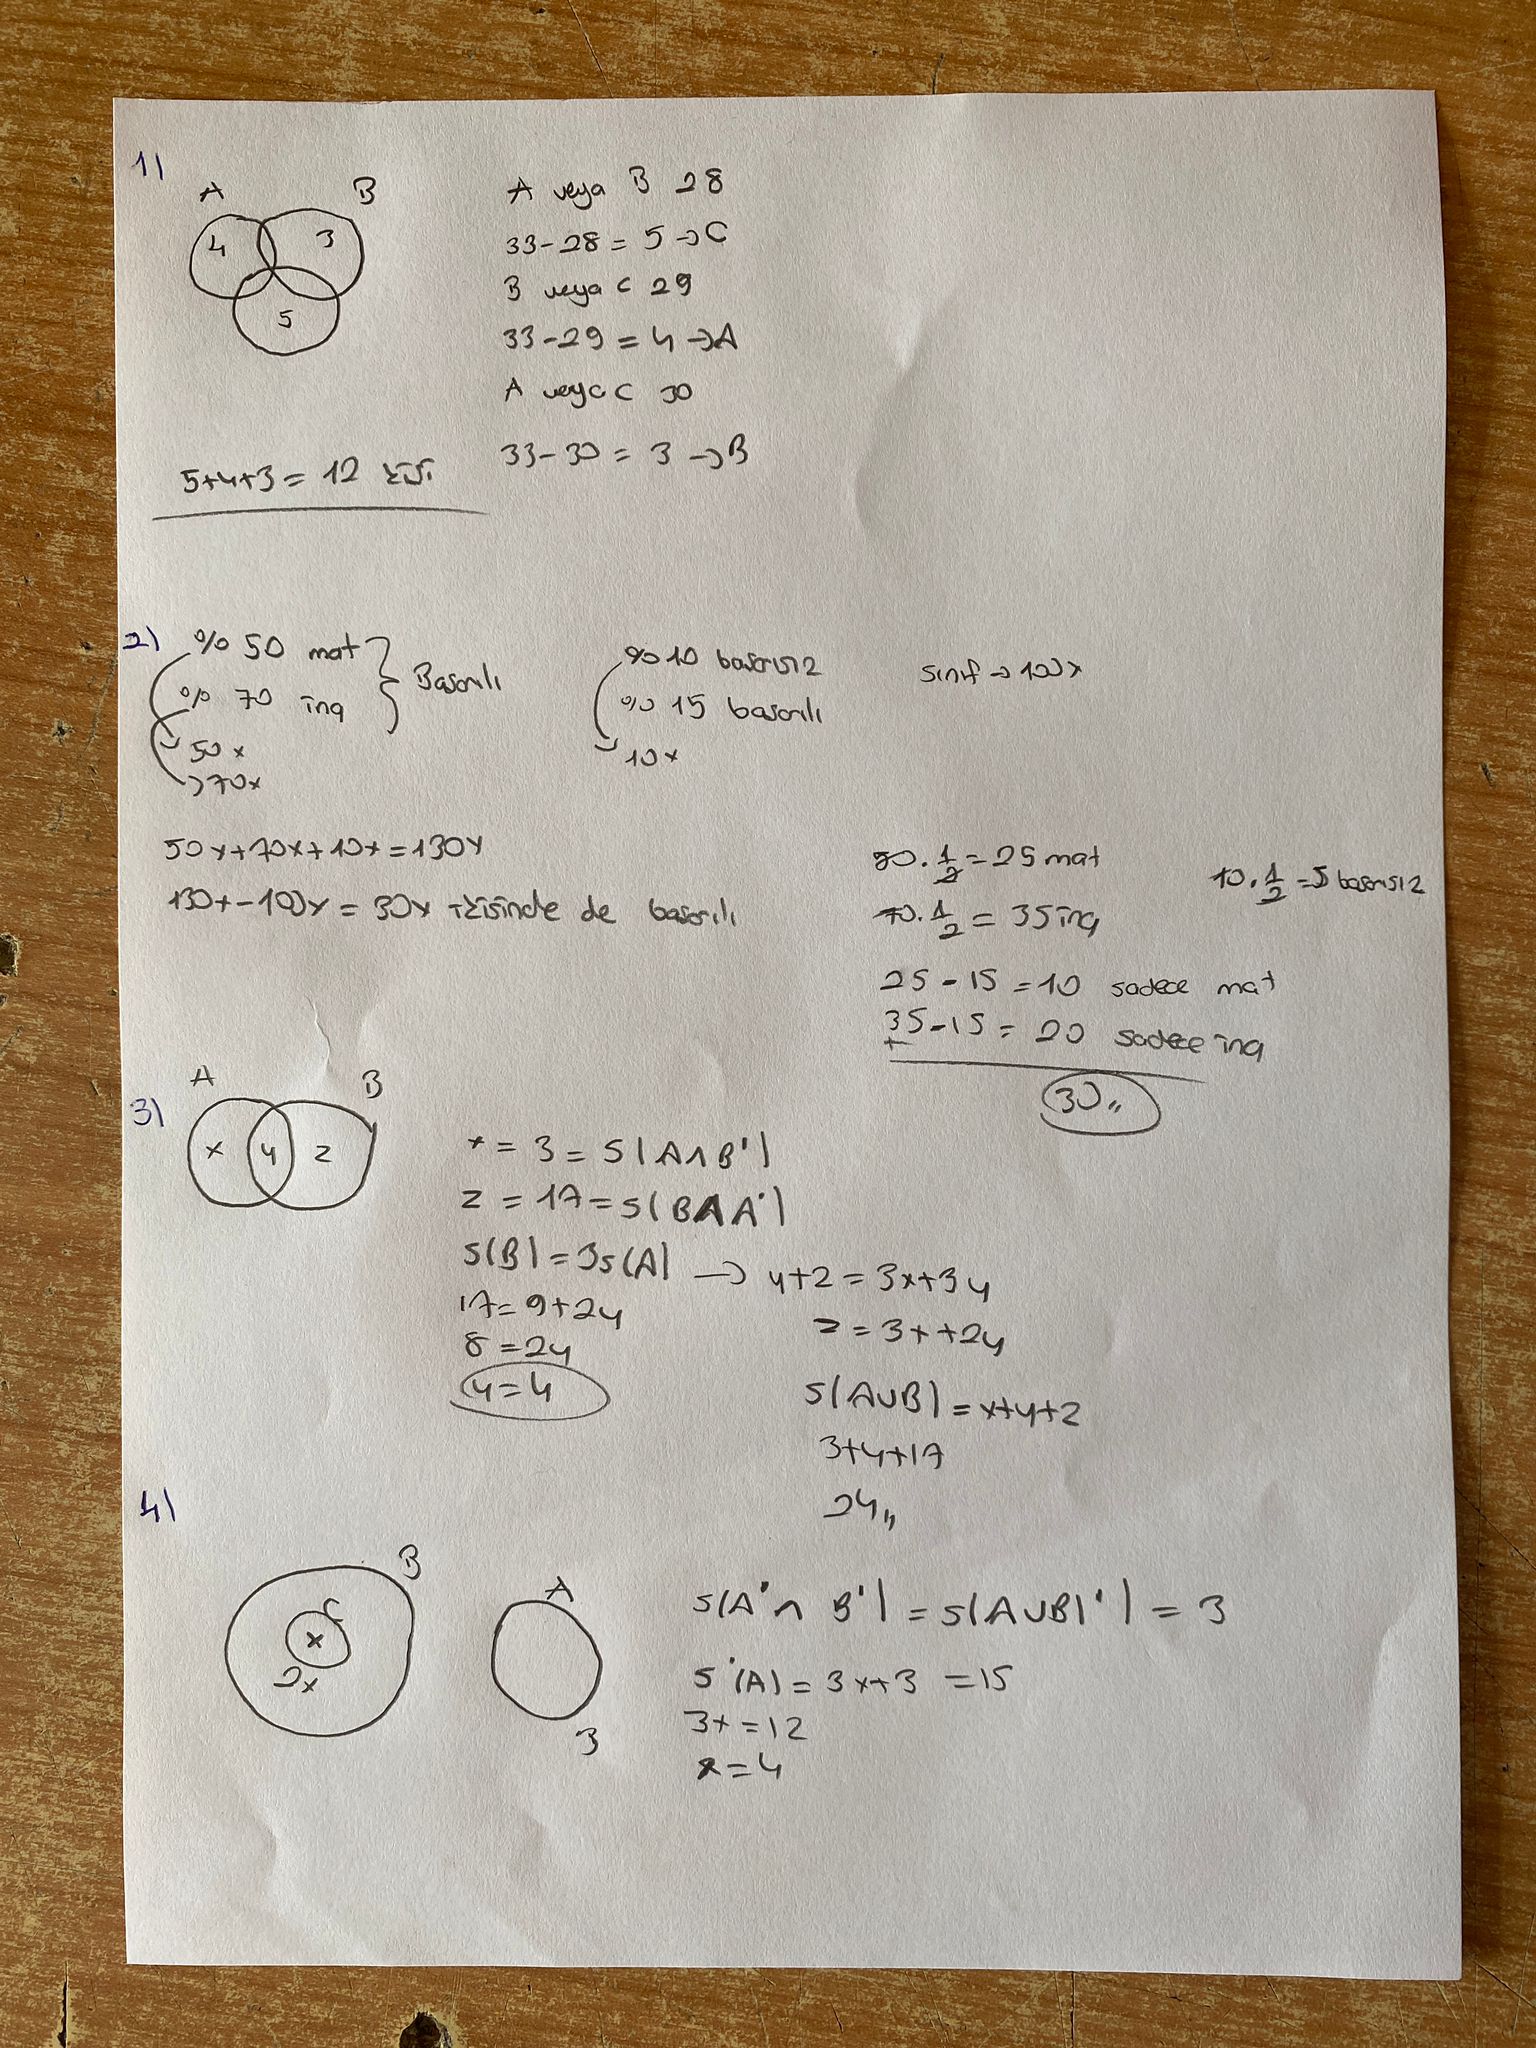 1)
A B
4 3
5
A veya B 28
33-28 = 5 → C
B veya C 29
33-29 = 4 → A
A veya C 30
33-30 = 3 → B
5+4+3 = 12 kişi
2) %50 mat
%70 ing
Başarılı
50x
70x
%10 başarısız
%15 başarılı
10x
sınıf → 100x
50x+70x+10x=130x
130x-100x = 30x ikisinde de başarılı
50.1/2 = 25 mat
70.1/2 = 35 ing
10.1/2 = 5 başarısız
25 - 15 = 10 sadece mat
35-15 = 20 sadece ing
+
30,,
3) A B
x y z
x = 3 = s(A∩B')
z = 17 = s(B∩A')
s(B) = 3s(A) → y+z = 3x+3y
17 = 9+2y
z = 3x+2y
8 = 2y
y = 4
s(A∪B) = x+y+z
3+4+17
24,,
4)
B A
C
x
2x
3
s(A'∩ B') = s(A∪B)') = 3
s'(A) = 3x+3 = 15
3x = 12
x = 4